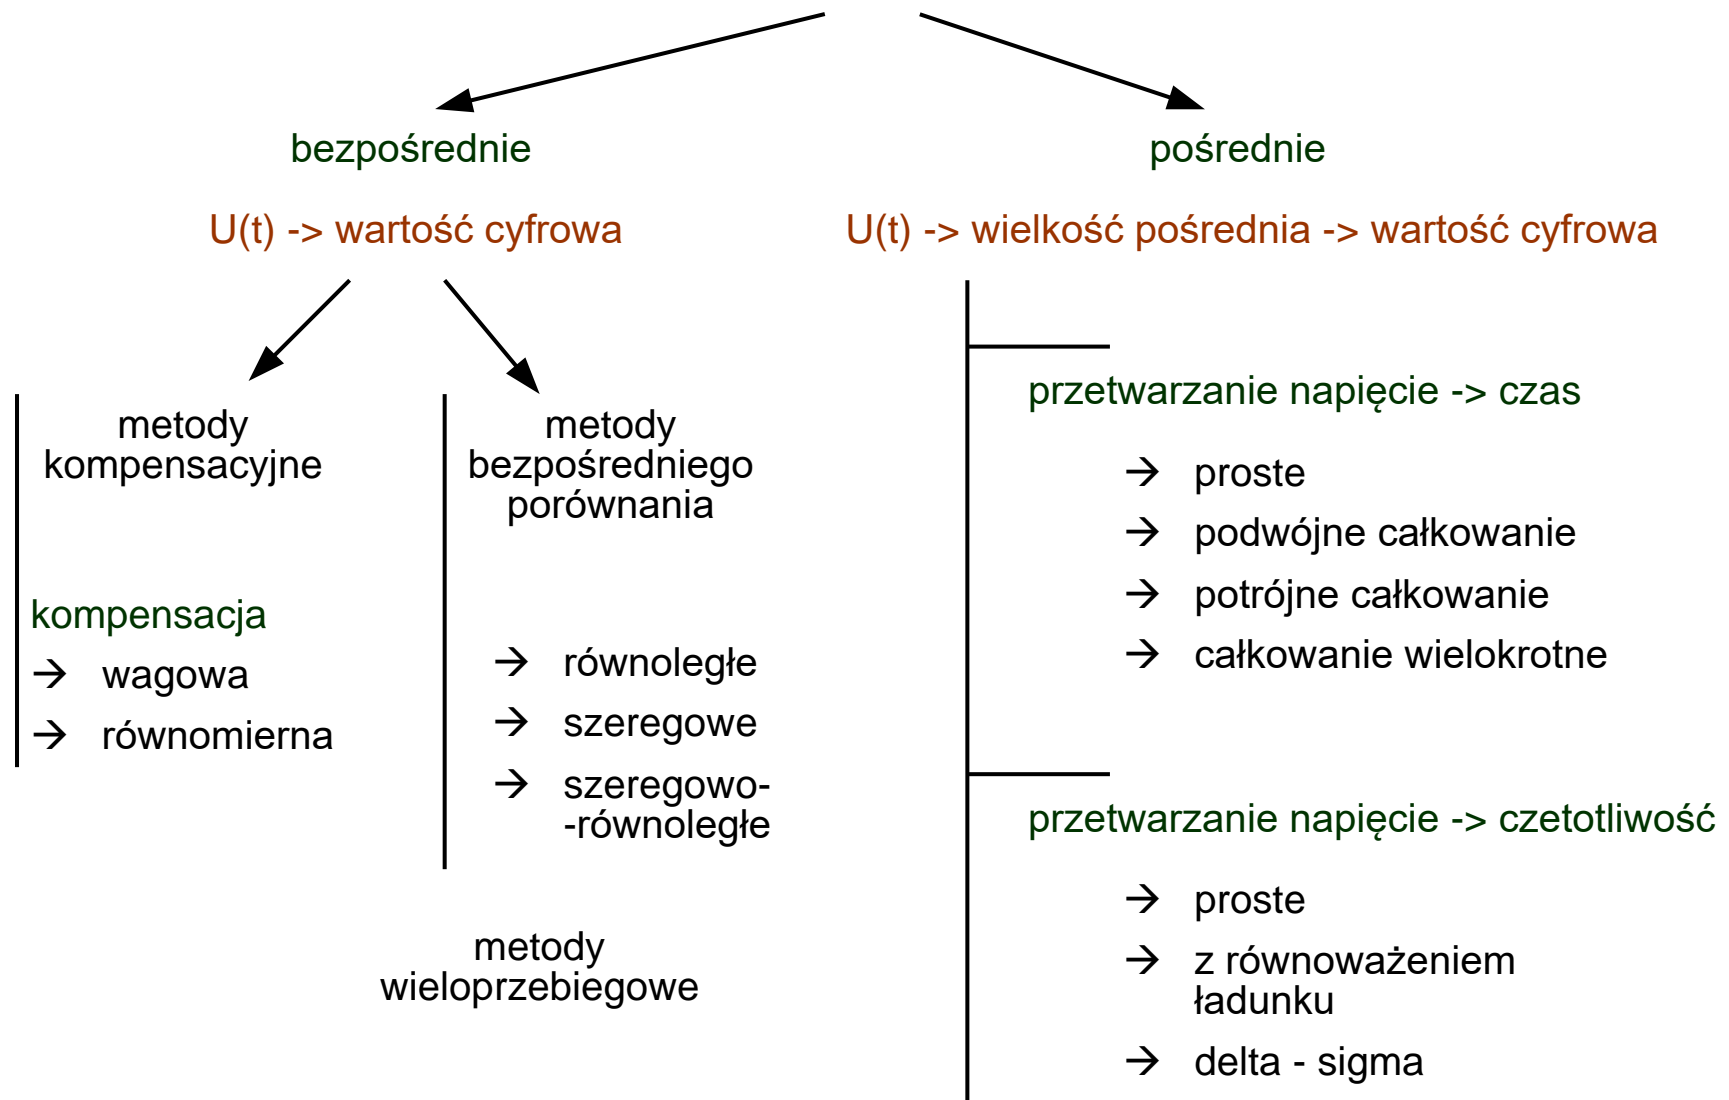 bezpośrednie
U(t) -> wartość cyfrowa
metody
kompensacyjne
kompensacja
→ wagowa
→ równomierna
metody
bezpośredniego
porównania
→ równoległe
→ szeregowe
→ szeregowo-
-równoległe
metody
wieloprzebiegowe
pośrednie
U(t) -> wielkość pośrednia -> wartość cyfrowa
przetwarzanie napięcie -> czas
→ proste
→ podwójne całkowanie
→ potrójne całkowanie
→ całkowanie wielokrotne
przetwarzanie napięcie -> czetotliwość
→ proste
→ z równoważeniem
ładunku
→ delta - sigma